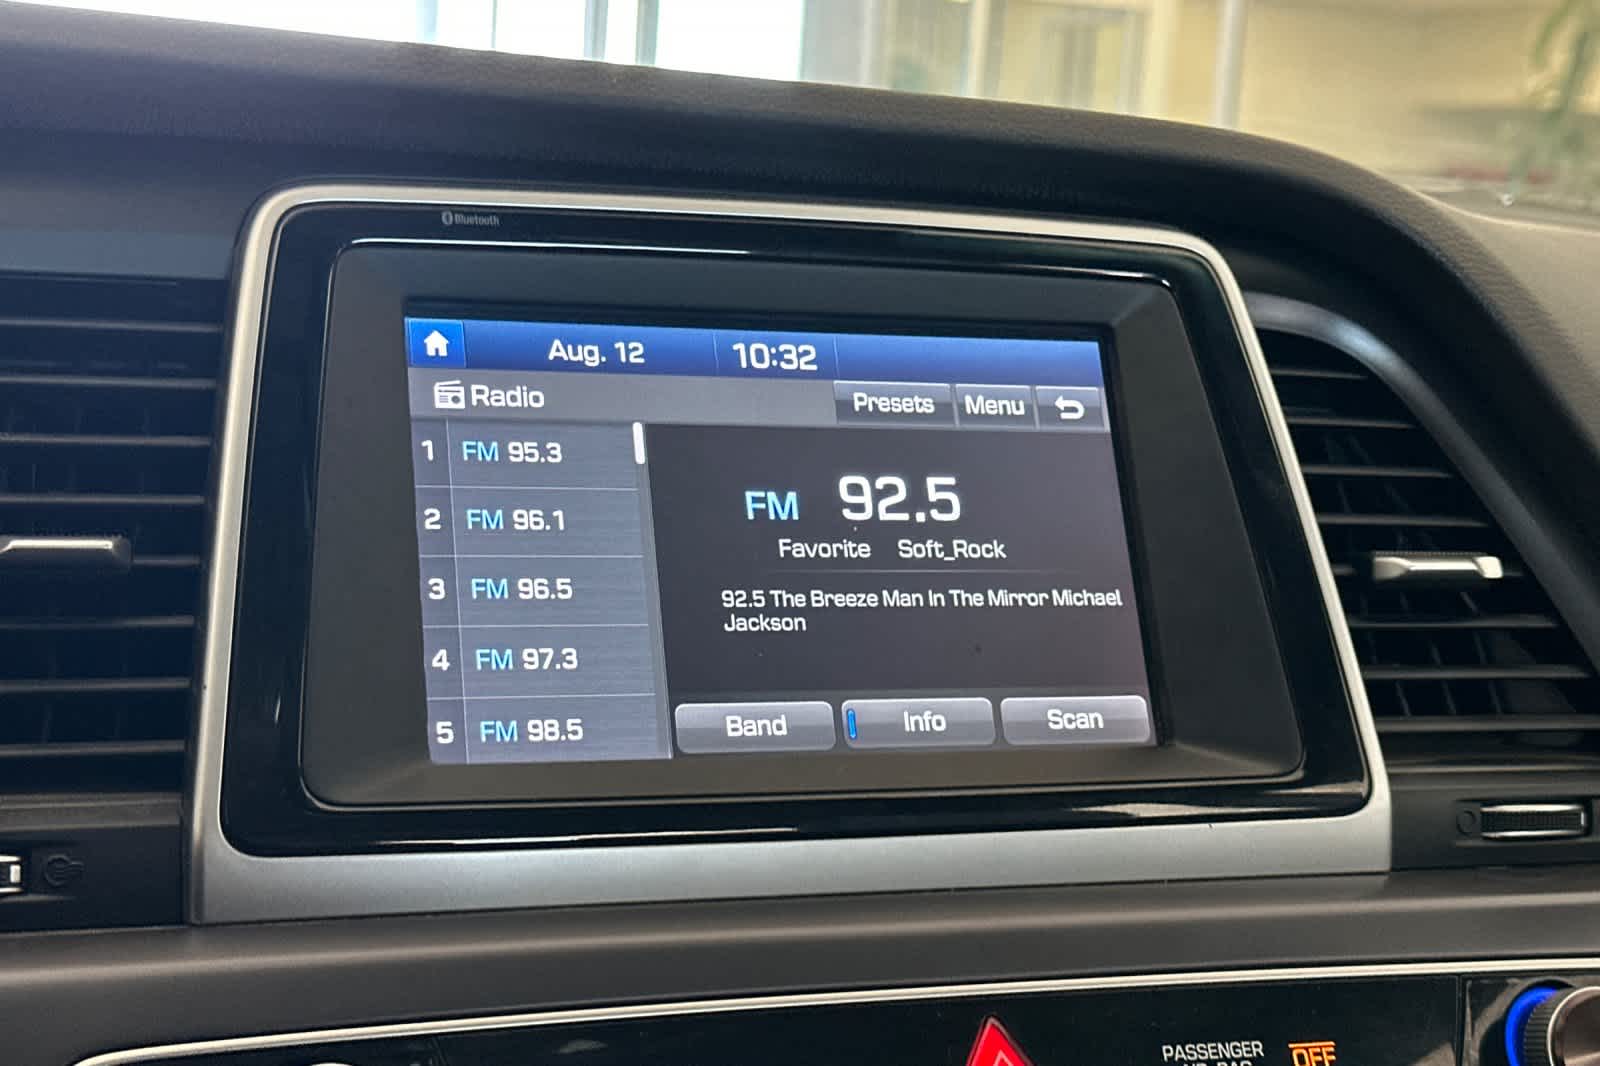 Bluetooth
Aug. 12 10:32
Radio Presets Menu
1 FM 95.3
2 FM 96.1
3 FM 96.5
4 FM 97.3
5 FM 98.5
FM 92.5
Favorite Soft_Rock
92.5 The Breeze Man In The Mirror Michael
Jackson
Band Info Scan
PASSENGER OFF